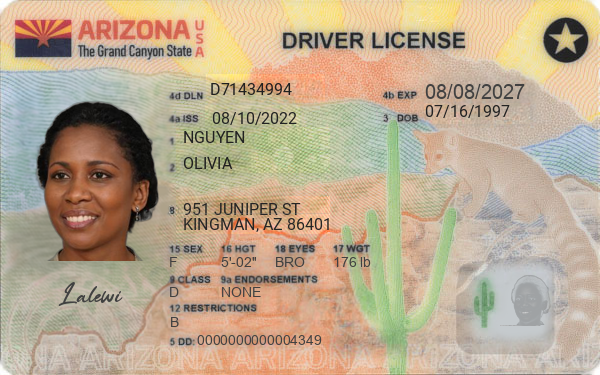 ARIZONA USA
The Grand Canyon State
DRIVER LICENSE
4d DLN D71434994
4b EXP 08/08/2027
4a ISS 08/10/2022
3 DOB 07/16/1997
1 NGUYEN
2 OLIVIA
8 951 JUNIPER ST
KINGMAN, AZ 86401
15 SEX 16 HGT 18 EYES 17 WGT
F 5'-02" BRO 176 lb
9 CLASS 9a ENDORSEMENTS
D NONE
12 RESTRICTIONS
B
Lalewi
5 DD: 0000000000004349
ARIZONA ARIZONA ARIZONA ARIZONA